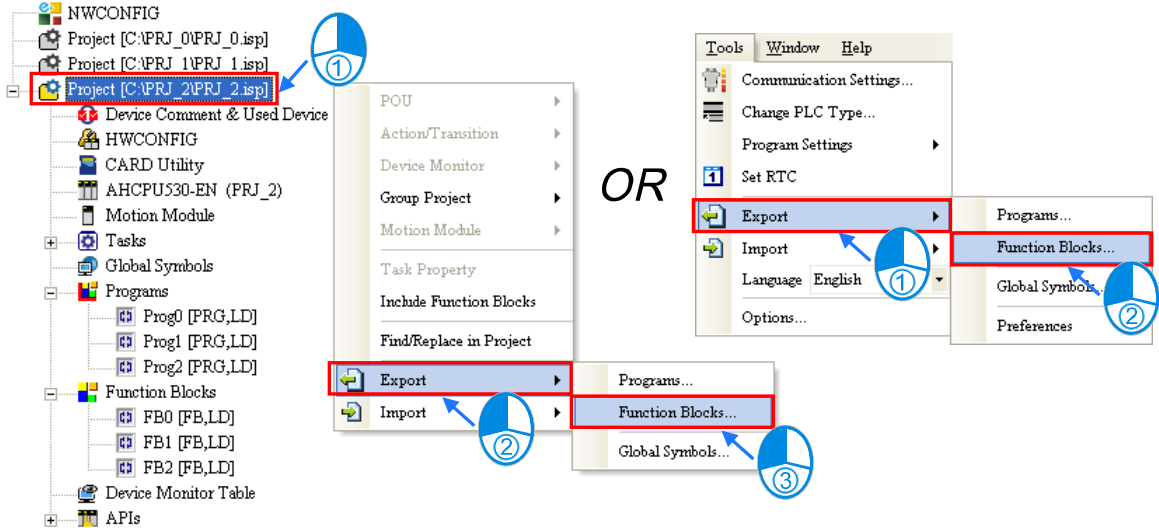 NWCONFIG
Project [C:\PRJ_0\PRJ_0.isp]
Project [C:\PRJ_1\PRJ_1.isp]
Project [C:\PRJ_2\PRJ_2.isp]
Device Comment & Used Device
HWCONFIG
CARD Utility
AHCPU530-EN (PRJ_2)
Motion Module
Tasks
Global Symbols
Programs
Prog0 [PRG,LD]
Prog1 [PRG,LD]
Prog2 [PRG,LD]
Function Blocks
FB0 [FB,LD]
FB1 [FB,LD]
FB2 [FB,LD]
Device Monitor Table
APIs
①
POU
Action/Transition
Device Monitor
Group Project
Motion Module
Task Property
Include Function Blocks
Find/Replace in Project
Export
Import
②
Programs...
Function Blocks...
Global Symbols...
③
OR
Tools Window Help
Communication Settings...
Change PLC Type...
Program Settings
1 Set RTC
Export
Import
Language English
Options...
①
Programs...
Function Blocks...
Global Symbols...
Preferences
②